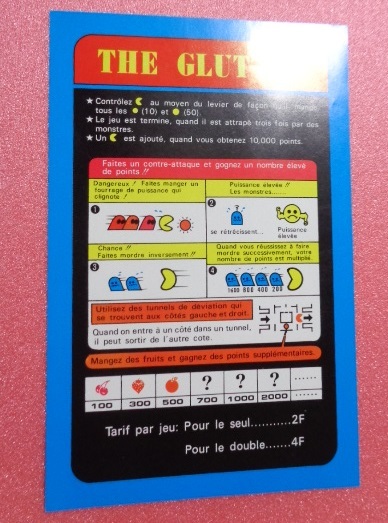 THE GLUT
★ Contrôlez au moyen du levier de façon
tous les (10) et (50).
★ Le jeu est termine, quand il est attrapé trois fois par des
monstres.
★ Un est ajouté, quand vous obtenez 10,000 points.
Faites un contre-attaque et gagnez un nombre élevé
de points !!
Dangereux ! Faites manger un
fourrage de puissance qui
clignote !
1
Puissance élevée !!
Les monstres.....
2
se rétrécissent...
Puissance
élevée
Chance !!
Faites mordre inversement !!
3
Quand vous réussissez à faire
mordre successivement, votre
nombre de points est multiplié.
4
1600 800 400 200
Utilisez des tunnels de déviation qui
se trouvent aux côtés gauche et droit.
Quand on entre à un côté dans un tunnel,
il peut sortir de l'autre cote.
Mangez des fruits et gagnez des points supplémentaires.
? ? ? ......
100 300 500 700 1000 2000 ......
Tarif par jeu: Pour le seul...........2F
Pour le double.......4F